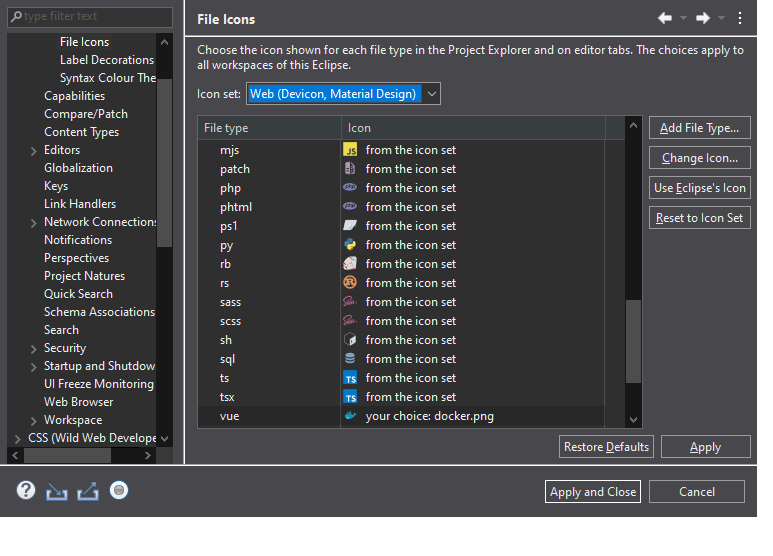 type filter text
File Icons
Label Decorations
Syntax Colour The
Capabilities
Compare/Patch
Content Types
Editors
Globalization
Keys
Link Handlers
Network Connections
Notifications
Perspectives
Project Natures
Quick Search
Schema Associations
Search
Security
Startup and Shutdow
UI Freeze Monitoring
Web Browser
Workspace
CSS (Wild Web Develope
File Icons
Choose the icon shown for each file type in the Project Explorer and on editor tabs. The choices apply to
all workspaces of this Eclipse.
Icon set: Web (Devicon, Material Design)
File type Icon
mjs JS from the icon set
patch from the icon set
php php from the icon set
phtml php from the icon set
ps1 from the icon set
py from the icon set
rb from the icon set
rs from the icon set
sass Sass from the icon set
scss Sass from the icon set
sh from the icon set
sql from the icon set
ts TS from the icon set
tsx TS from the icon set
vue your choice: docker.png
Add File Type...
Change Icon...
Use Eclipse's Icon
Reset to Icon Set
Restore Defaults
Apply
?
Apply and Close
Cancel